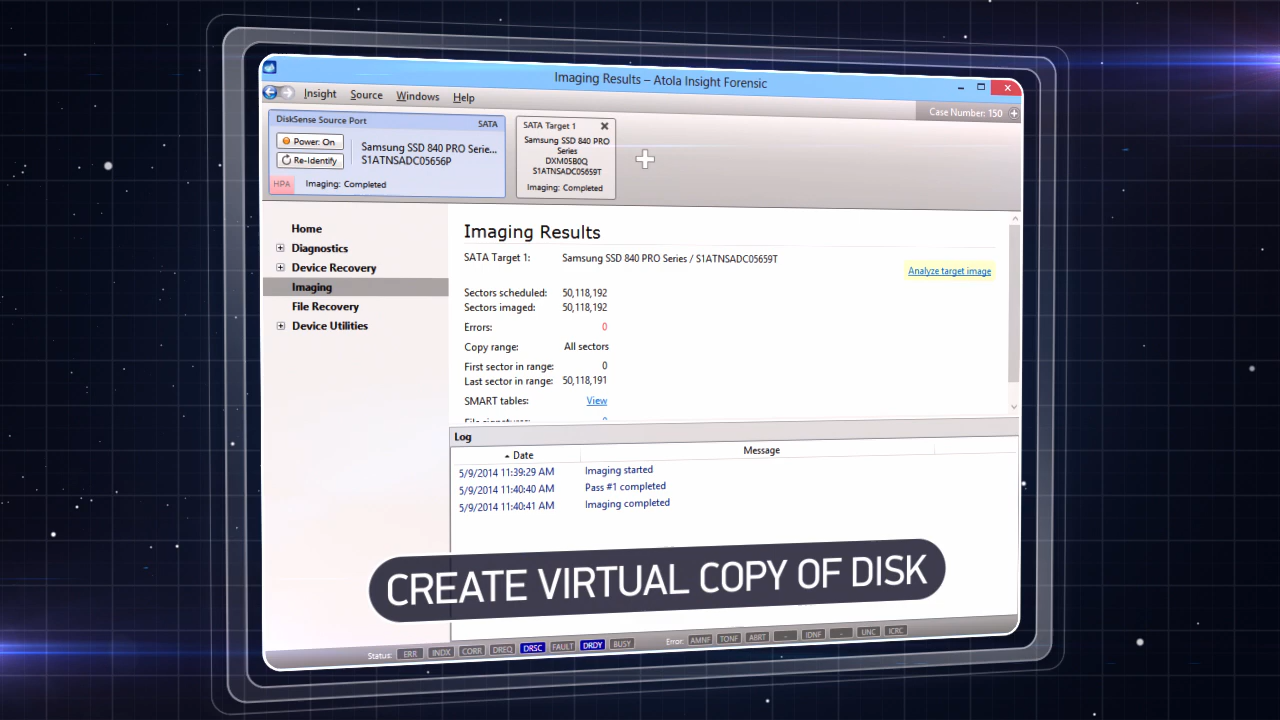 Imaging Results – Atola Insight Forensic
Insight Source Windows Help
Case Number: 150
DiskSense Source Port SATA
Power: On
Re-Identify
Samsung SSD 840 PRO Serie...
S1ATNSADC05656P
HPA Imaging: Completed
SATA Target 1
Samsung SSD 840 PRO
Series
DXM05B0Q
S1ATNSADC05659T
Imaging: Completed
Home
Diagnostics
Device Recovery
Imaging
File Recovery
Device Utilities
Imaging Results
SATA Target 1: Samsung SSD 840 PRO Series / S1ATNSADC05659T
Analyze target image
Sectors scheduled: 50,118,192
Sectors imaged: 50,118,192
Errors: 0
Copy range: All sectors
First sector in range: 0
Last sector in range: 50,118,191
SMART tables: View
Log
Date Message
5/9/2014 11:39:29 AM Imaging started
5/9/2014 11:40:40 AM Pass #1 completed
5/9/2014 11:40:41 AM Imaging completed
CREATE VIRTUAL COPY OF DISK
Status: ERR INDX CORR DREQ DRSC FAULT DRDY BUSY Error: AMNF TONF ABRT - IDNF - UNC ICRC